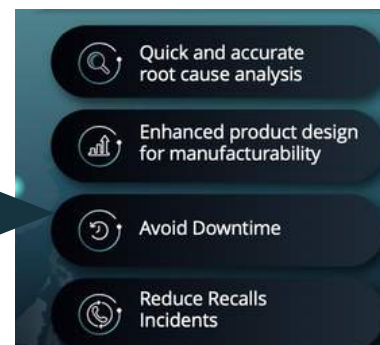 Quick and accurate
root cause analysis
Enhanced product design
for manufacturability
Avoid Downtime
Reduce Recalls
Incidents